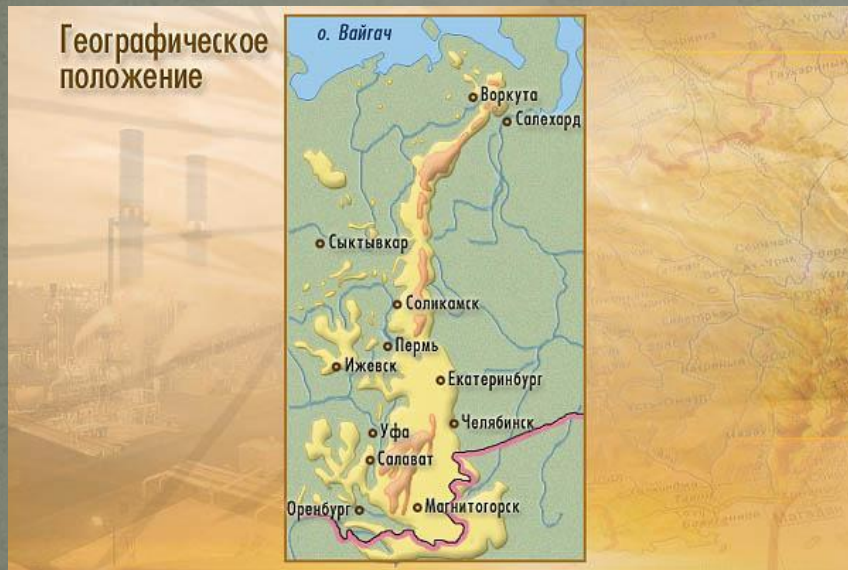 Географическое
положение
о. Вайгач
Воркута
Салехард
Сыктывкар
Соликамск
Пермь
Ижевск
Екатеринбург
Челябинск
Уфа
Салават
Оренбург
Магнитогорск